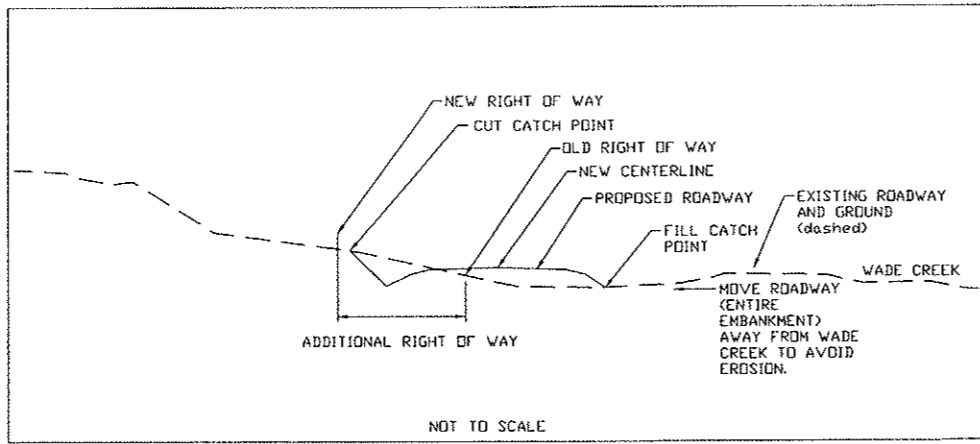 NEW RIGHT OF WAY
CUT CATCH POINT
OLD RIGHT OF WAY
NEW CENTERLINE
PROPOSED ROADWAY
EXISTING ROADWAY
AND GROUND
(dashed)
FILL CATCH
POINT
WADE CREEK
MOVE ROADWAY
(ENTIRE
EMBANKMENT)
AWAY FROM WADE
CREEK TO AVOID
EROSION.
ADDITIONAL RIGHT OF WAY
NOT TO SCALE